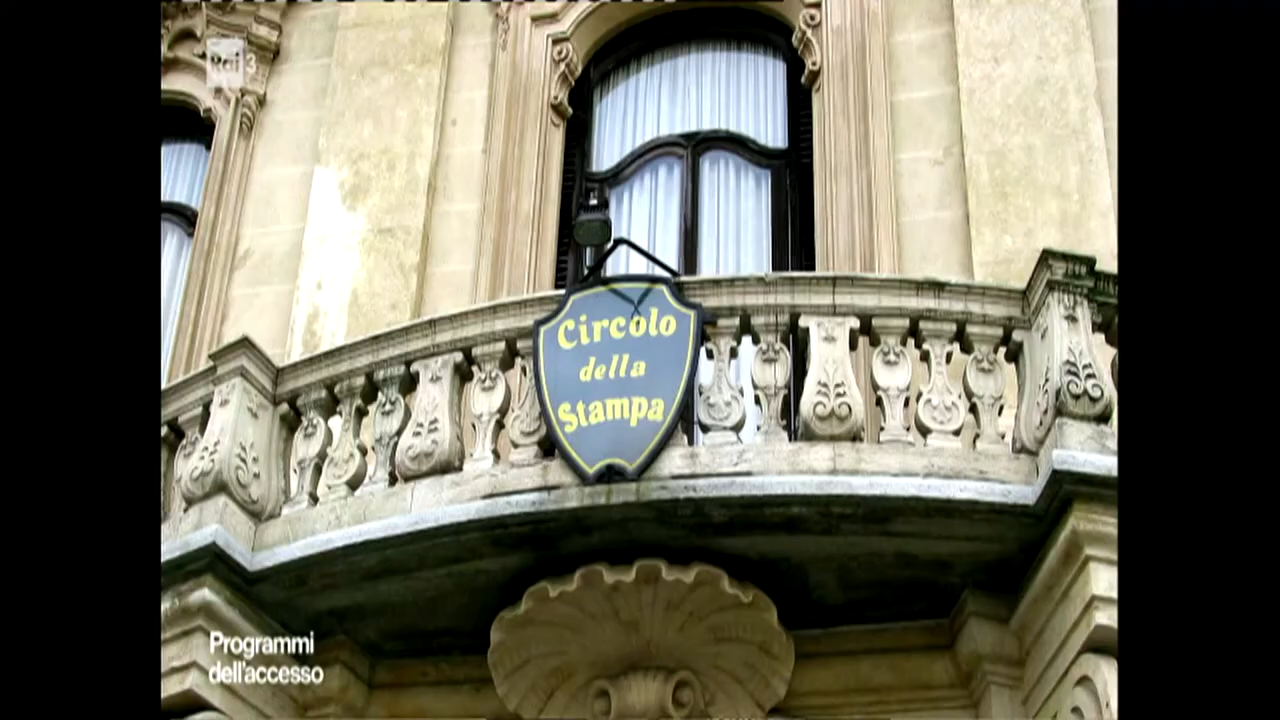 Rai 3
Circolo
della
Stampa
Programmi
dell'accesso